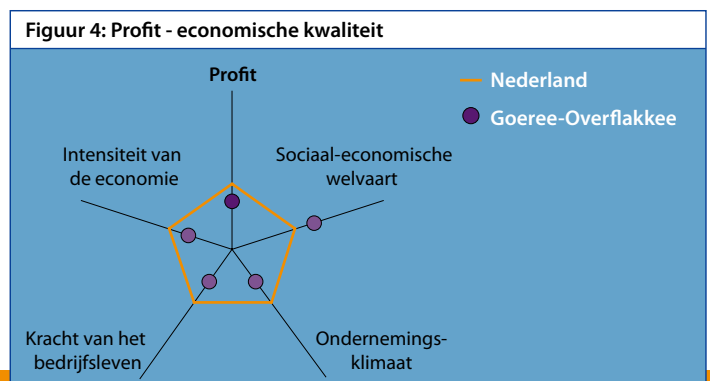 Figuur 4: Profit - economische kwaliteit
Profit
Nederland
Goeree-Overflakkee
Intensiteit van
de economie
Sociaal-economische
welvaart
Kracht van het
bedrijfsleven
Ondernemings-
klimaat